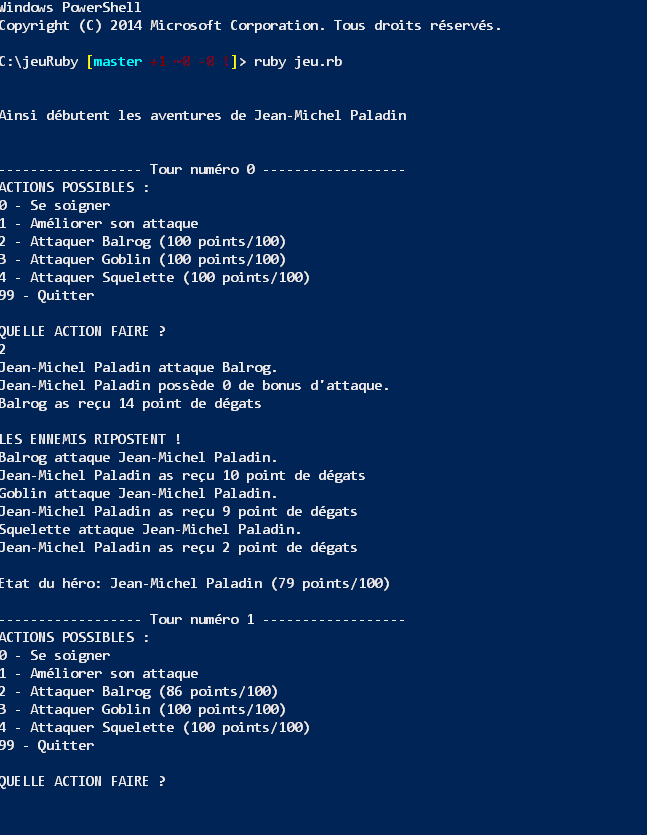 Windows PowerShell
Copyright (C) 2014 Microsoft Corporation. Tous droits réservés.
C:\jeuRuby [master +1 ~0 -0 !]> ruby jeu.rb
Ainsi débutent les aventures de Jean-Michel Paladin
------------------ Tour numéro 0 ------------------
ACTIONS POSSIBLES :
0 - Se soigner
1 - Améliorer son attaque
2 - Attaquer Balrog (100 points/100)
3 - Attaquer Goblin (100 points/100)
4 - Attaquer Squelette (100 points/100)
99 - Quitter
QUELLE ACTION FAIRE ?
2
Jean-Michel Paladin attaque Balrog.
Jean-Michel Paladin possède 0 de bonus d'attaque.
Balrog as reçu 14 point de dégats
LES ENNEMIS RIPOSTENT !
Balrog attaque Jean-Michel Paladin.
Jean-Michel Paladin as reçu 10 point de dégats
Goblin attaque Jean-Michel Paladin.
Jean-Michel Paladin as reçu 9 point de dégats
Squelette attaque Jean-Michel Paladin.
Jean-Michel Paladin as reçu 2 point de dégats
Etat du héro: Jean-Michel Paladin (79 points/100)
------------------ Tour numéro 1 ------------------
ACTIONS POSSIBLES :
0 - Se soigner
1 - Améliorer son attaque
2 - Attaquer Balrog (86 points/100)
3 - Attaquer Goblin (100 points/100)
4 - Attaquer Squelette (100 points/100)
99 - Quitter
QUELLE ACTION FAIRE ?